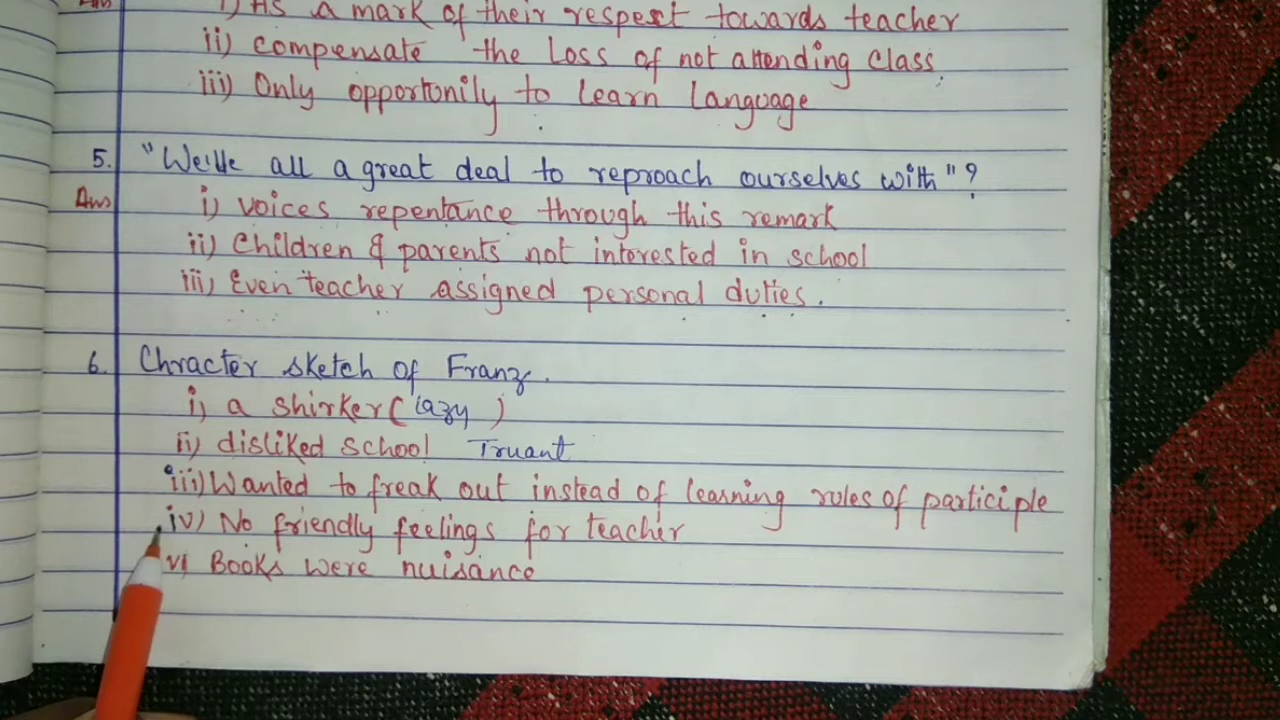 Ans i) As a mark of their respect towards teacher
ii) compensate the Loss of not attending class
iii) Only opportonily to Learn Language
5. "We've all a great deal to reproach ourselves with"?
Ans i) voices repentance through this remark
ii) Children & parents not interested in school
iii) Even teacher assigned personal duties.
6. Chracter sketch of Franz.
i) a shirker (lazy)
ii) disliked school Truant
iii) Wanted to freak out instead of learning rules of participle
iv) No friendly feelings for teacher
v) Books were nuisance